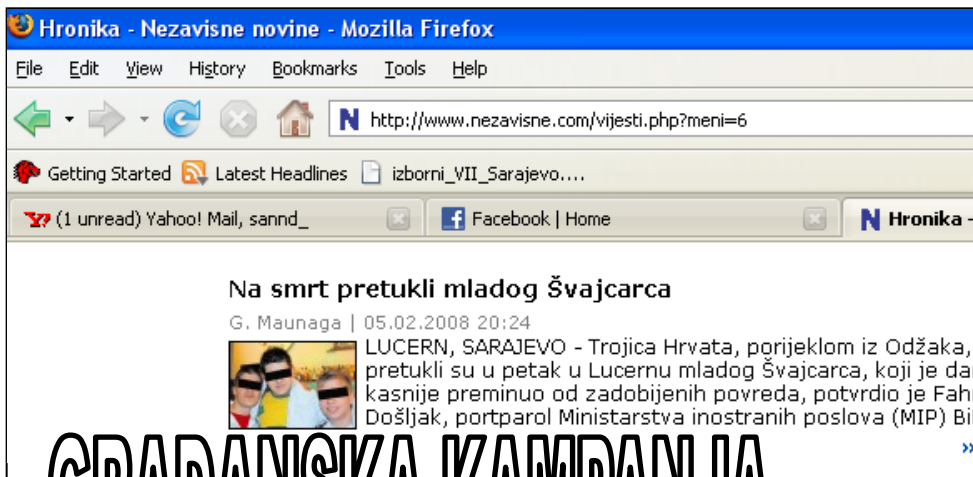 Hronika - Nezavisne novine - Mozilla Firefox
File Edit View History Bookmarks Tools Help
http://www.nezavisne.com/vijesti.php?meni=6
Getting Started Latest Headlines izborni_VII_Sarajevo....
(1 unread) Yahoo! Mail, sannd_ Facebook | Home Hronika -
Na smrt pretukli mladog Švajcarca
G. Maunaga | 05.02.2008 20:24
LUCERN, SARAJEVO - Trojica Hrvata, porijeklom iz Odžaka,
pretukli su u petak u Lucernu mladog Švajcarca, koji je
kasnije preminuo od zadobijenih povreda, potvrdio je
Došljak, portparol Ministarstva inostranih poslova (MIP)
»
GRAĐANSKA KAMPANJA